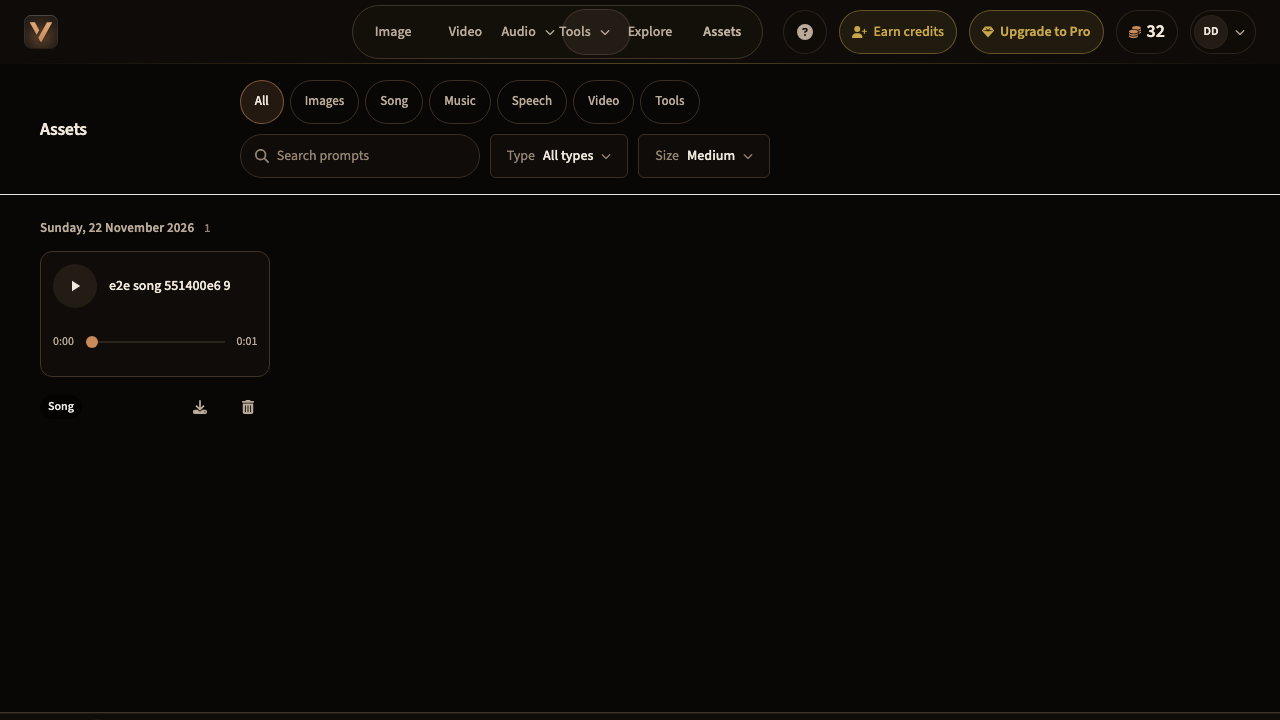 Image Video Audio Tools Explore Assets ? Earn credits Upgrade to Pro 32 DD
All Images Song Music Speech Video Tools
Assets
Search prompts Type All types Size Medium
Sunday, 22 November 2026 1
e2e song 551400e6 9
0:00 0:01
Song